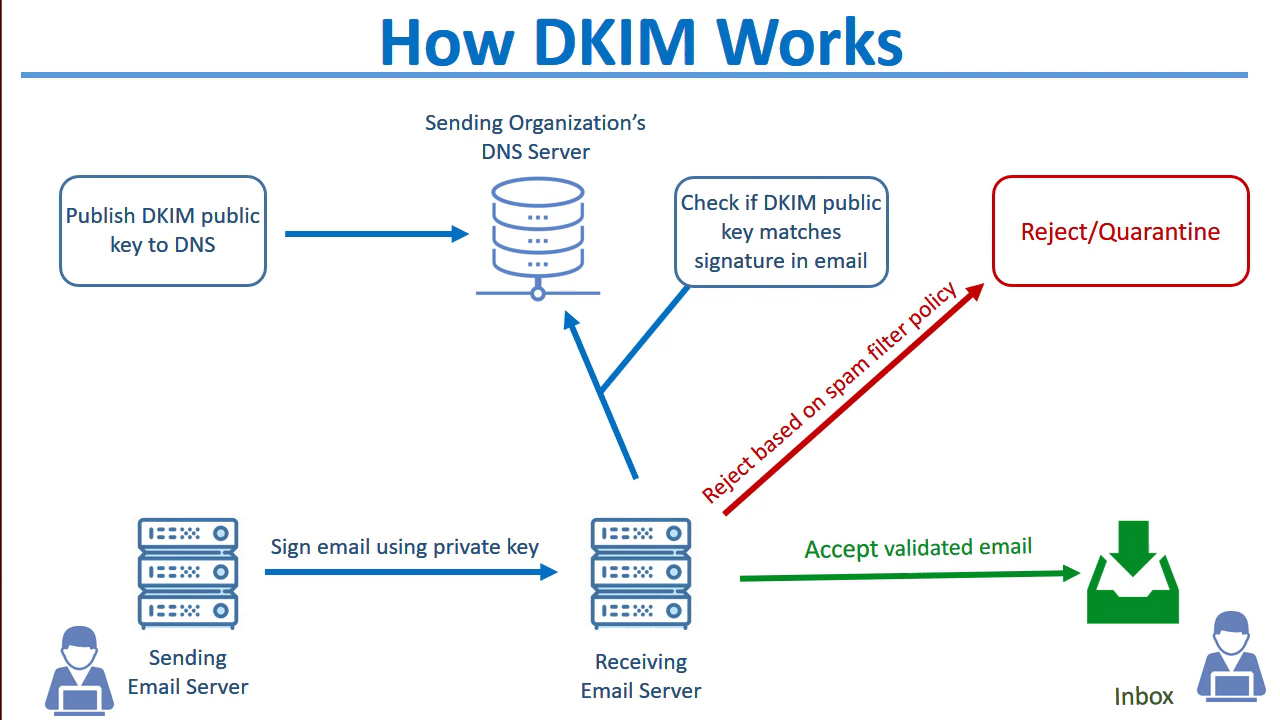 How DKIM Works
Sending Organization’s
DNS Server
Publish DKIM public
key to DNS
Check if DKIM public
key matches
signature in email
Reject/Quarantine
Reject based on spam filter policy
Sign email using private key
Accept validated email
Sending
Email Server
Receiving
Email Server
Inbox